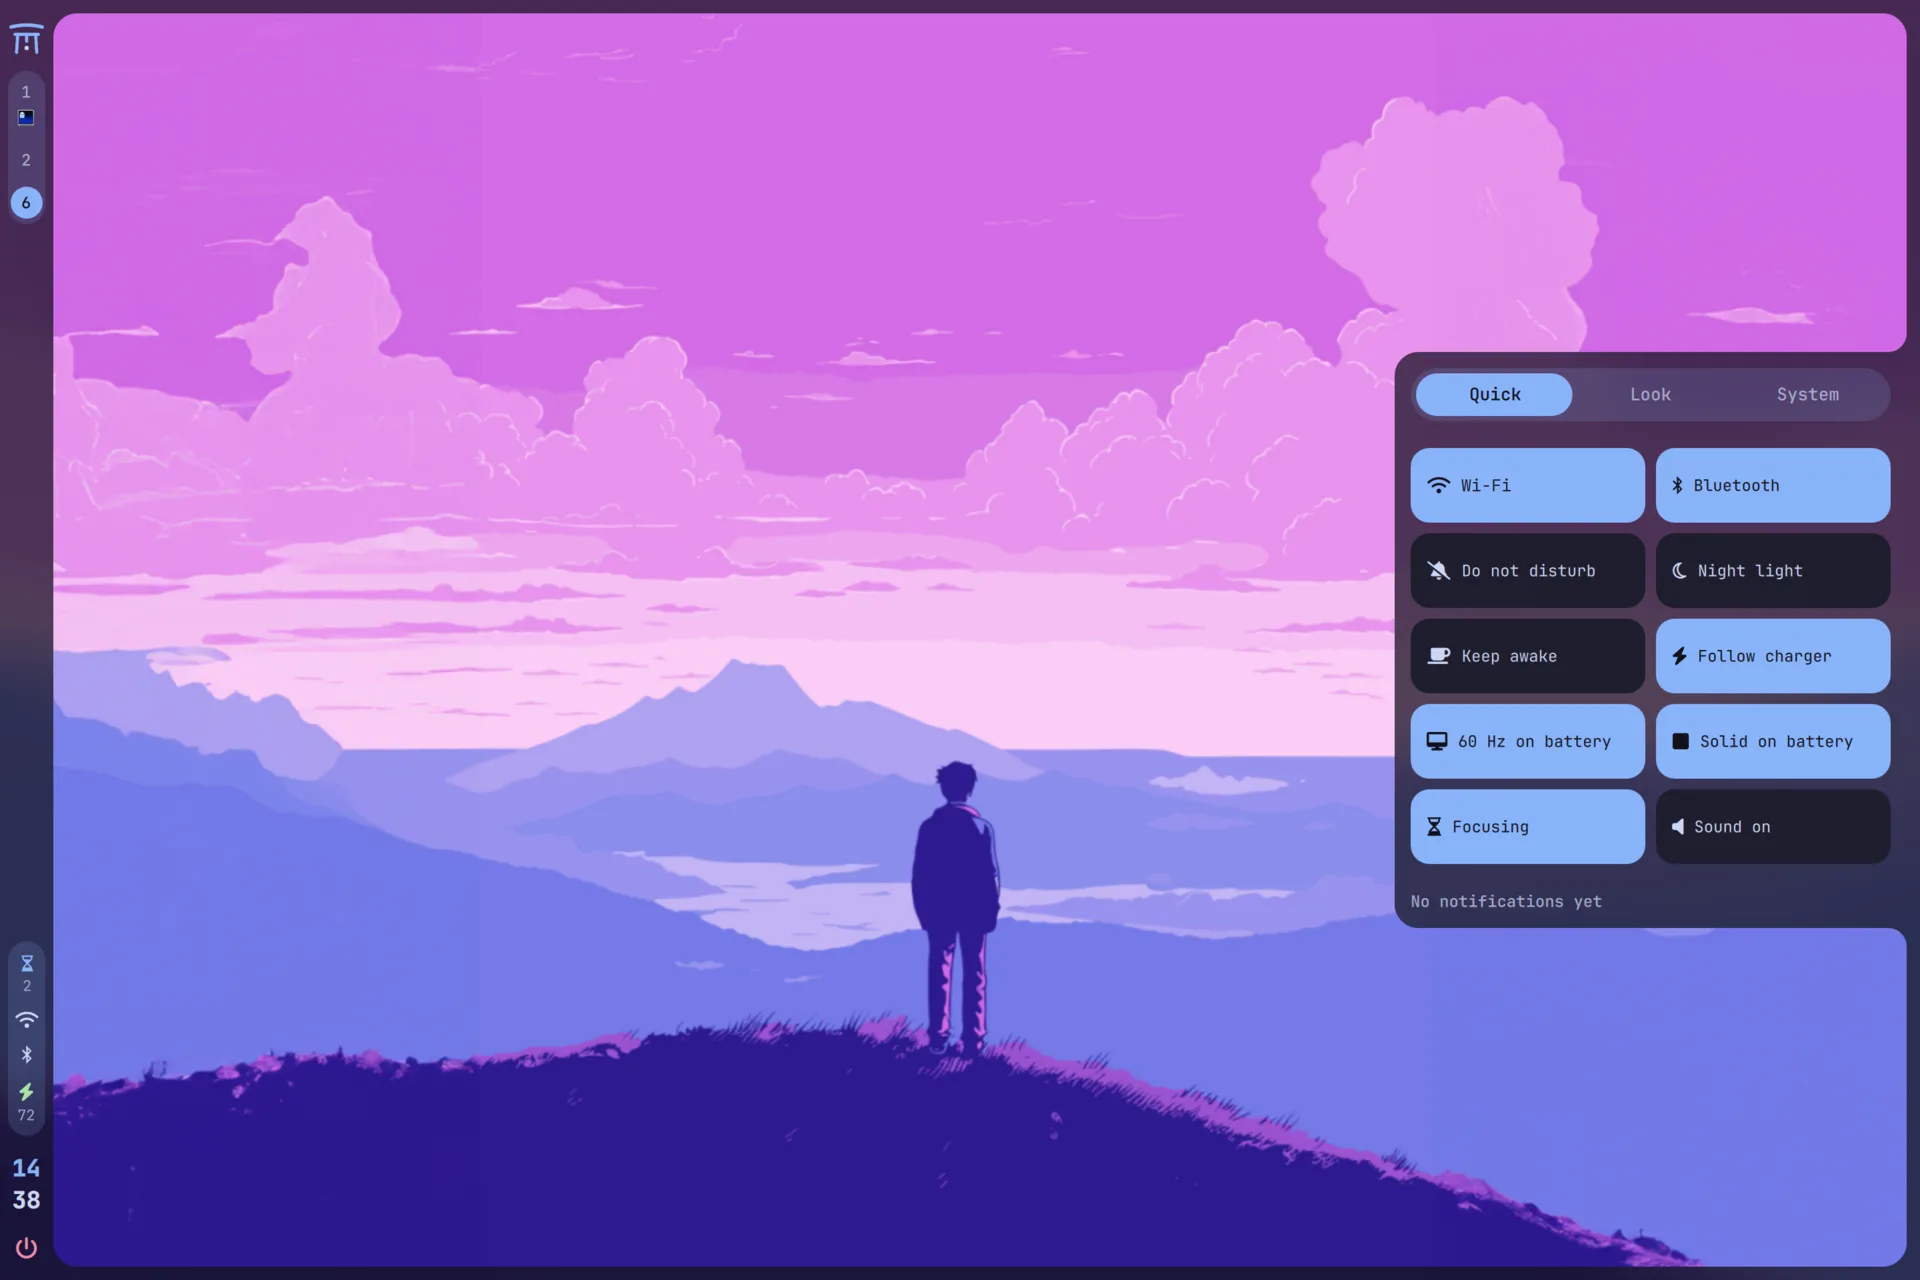 1
2
6
2
72
14
38
Quick Look System
Wi-Fi Bluetooth
Do not disturb Night light
Keep awake Follow charger
60 Hz on battery Solid on battery
Focusing Sound on
No notifications yet